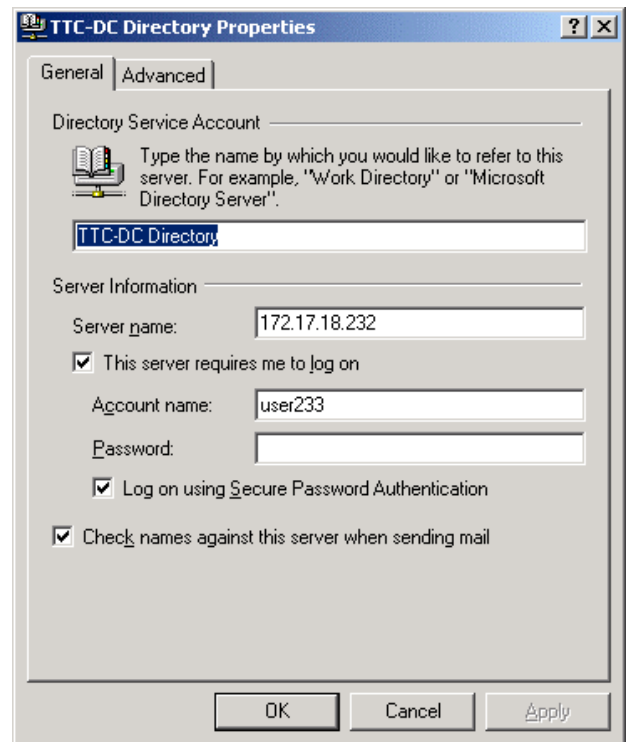 TTC-DC Directory Properties
General
Advanced
Directory Service Account
Type the name by which you would like to refer to this
server. For example, "Work Directory" or "Microsoft
Directory Server".
TTC-DC Directory
Server Information
Server name:
172.17.18.232
This server requires me to log on
Account name:
user233
Password:
Log on using Secure Password Authentication
Check names against this server when sending mail
OK
Cancel
Apply